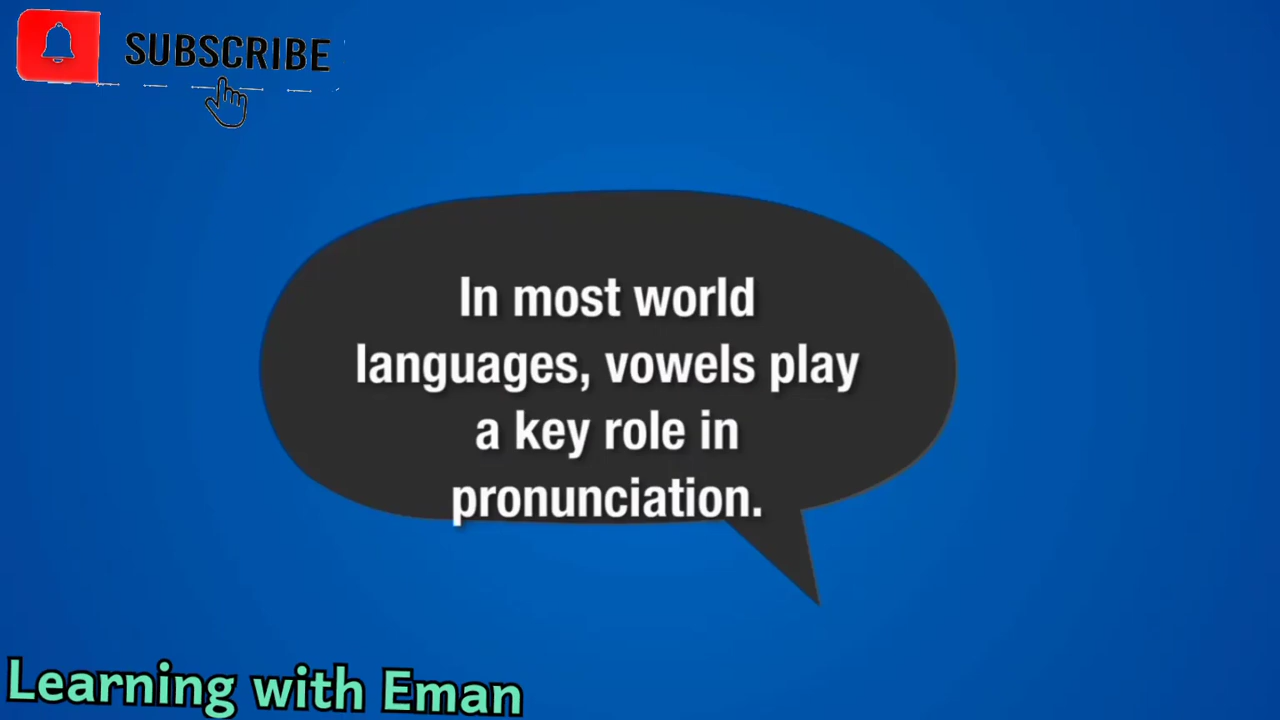 SUBSCRIBE
In most world
languages, vowels play
a key role in
pronunciation.
Learning with Eman